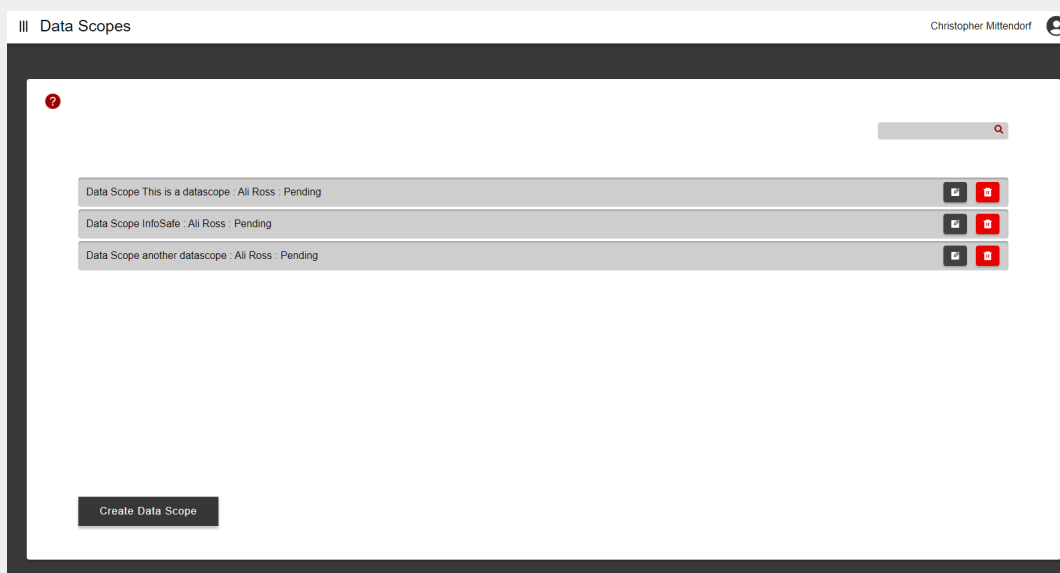 Data Scopes
Christopher Mittendorf
?
Data Scope This is a datascope : Ali Ross : Pending
Data Scope InfoSafe : Ali Ross : Pending
Data Scope another datascope : Ali Ross : Pending
Create Data Scope